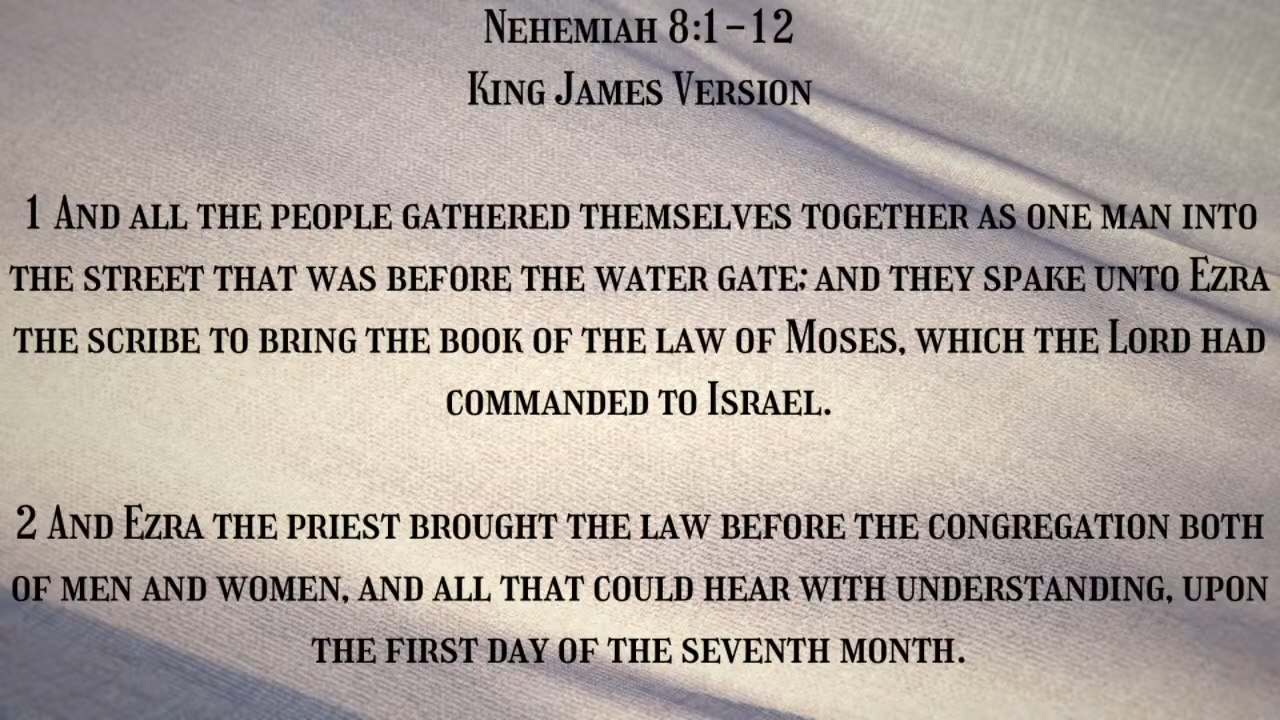 Nehemiah 8:1-12
King James Version
1 And all the people gathered themselves together as one man into
the street that was before the water gate; and they spake unto Ezra
the scribe to bring the book of the law of Moses, which the Lord had
commanded to Israel.
2 And Ezra the priest brought the law before the congregation both
of men and women, and all that could hear with understanding, upon
the first day of the seventh month.